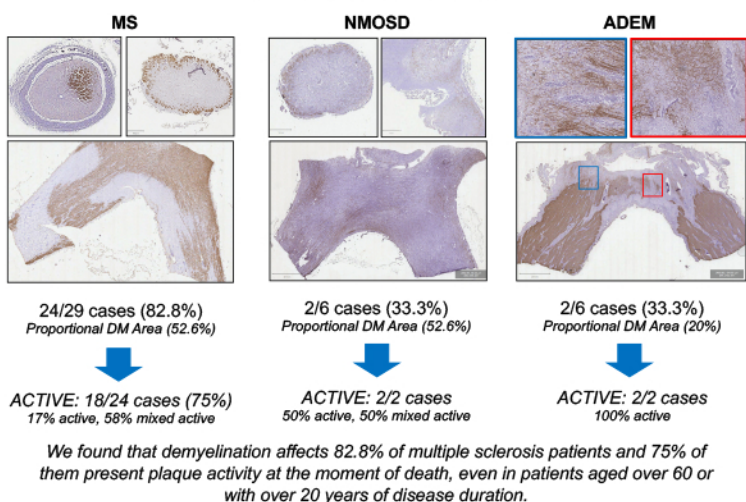 MS
NMOSD
ADEM
24/29 cases (82.8%)
Proportional DM Area (52.6%)
2/6 cases (33.3%)
Proportional DM Area (52.6%)
2/6 cases (33.3%)
Proportional DM Area (20%)
ACTIVE: 18/24 cases (75%)
17% active, 58% mixed active
ACTIVE: 2/2 cases
50% active, 50% mixed active
ACTIVE: 2/2 cases
100% active
We found that demyelination affects 82.8% of multiple sclerosis patients and 75% of
them present plaque activity at the moment of death, even in patients aged over 60 or
with over 20 years of disease duration.